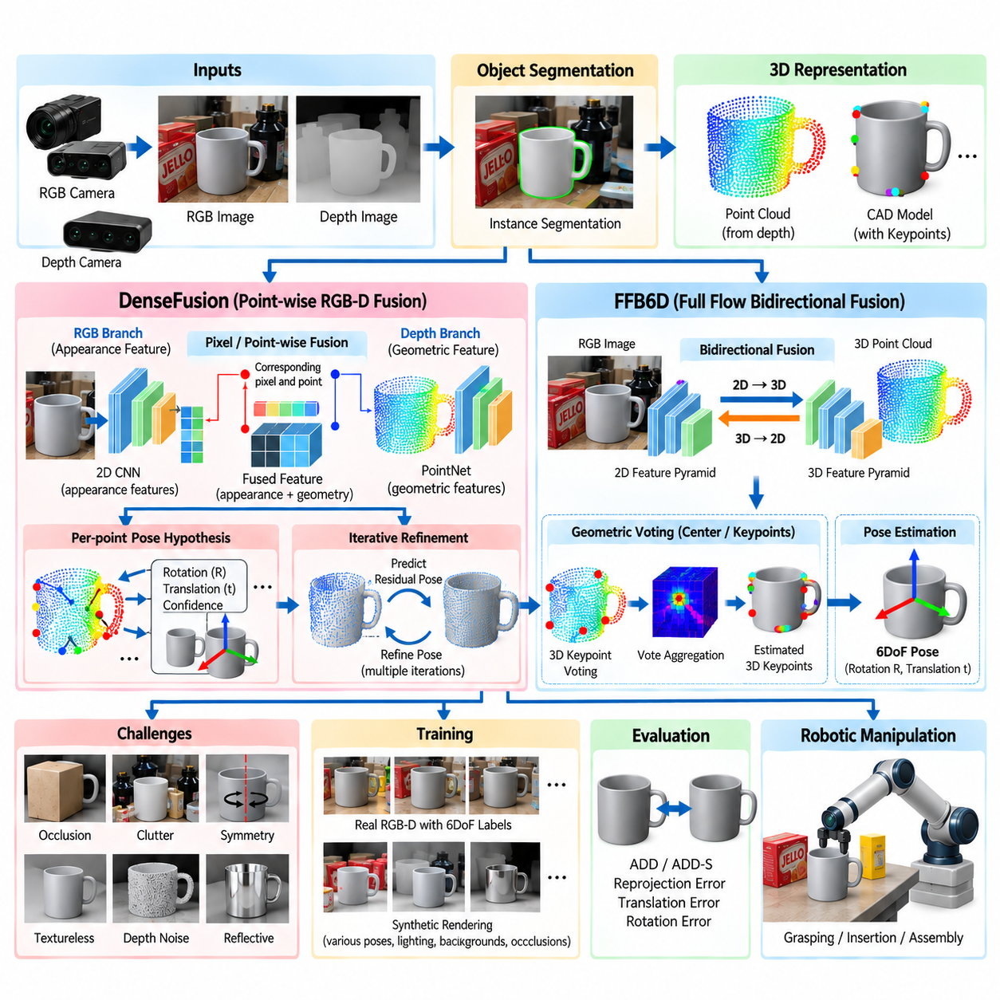 Inputs
RGB Camera
Depth Camera
JELLO
RGB Image
Depth Image
Object Segmentation
JELLO
Instance Segmentation
3D Representation
Point Cloud
(from depth)
CAD Model
(with Keypoints)
...
DenseFusion (Point-wise RGB-D Fusion)
RGB Branch
(Appearance Feature)
2D CNN
(appearance features)
Pixel / Point-wise Fusion
Corresponding
pixel and point
Fused Feature
(appearance + geometry)
Depth Branch
(Geometric Feature)
PointNet
(geometric features)
Per-point Pose Hypothesis
Rotation (R)
Translation (t)
Confidence
...
...
Iterative Refinement
Predict
Residual Pose
Refine Pose
(multiple iterations)
FFB6D (Full Flow Bidirectional Fusion)
RGB Image
JELLO
2D Feature Pyramid
Bidirectional Fusion
2D → 3D
3D → 2D
3D Point Cloud
3D Feature Pyramid
Geometric Voting (Center / Keypoints)
3D Keypoint
Voting
Vote Aggregation
Estimated
3D Keypoints
Pose Estimation
6DoF Pose
(Rotation R, Translation t)
Challenges
Occlusion
Clutter
Symmetry
Textureless
Depth Noise
Reflective
Training
...
Real RGB-D with 6DoF Labels
...
Synthetic Rendering
(various poses, lighting, backgrounds, occclusions)
Evaluation
ADD / ADD-S
Reprojection Error
Translation Error
Rotation Error
Robotic Manipulation
JELLO
Grasping / Insertion / Assembly